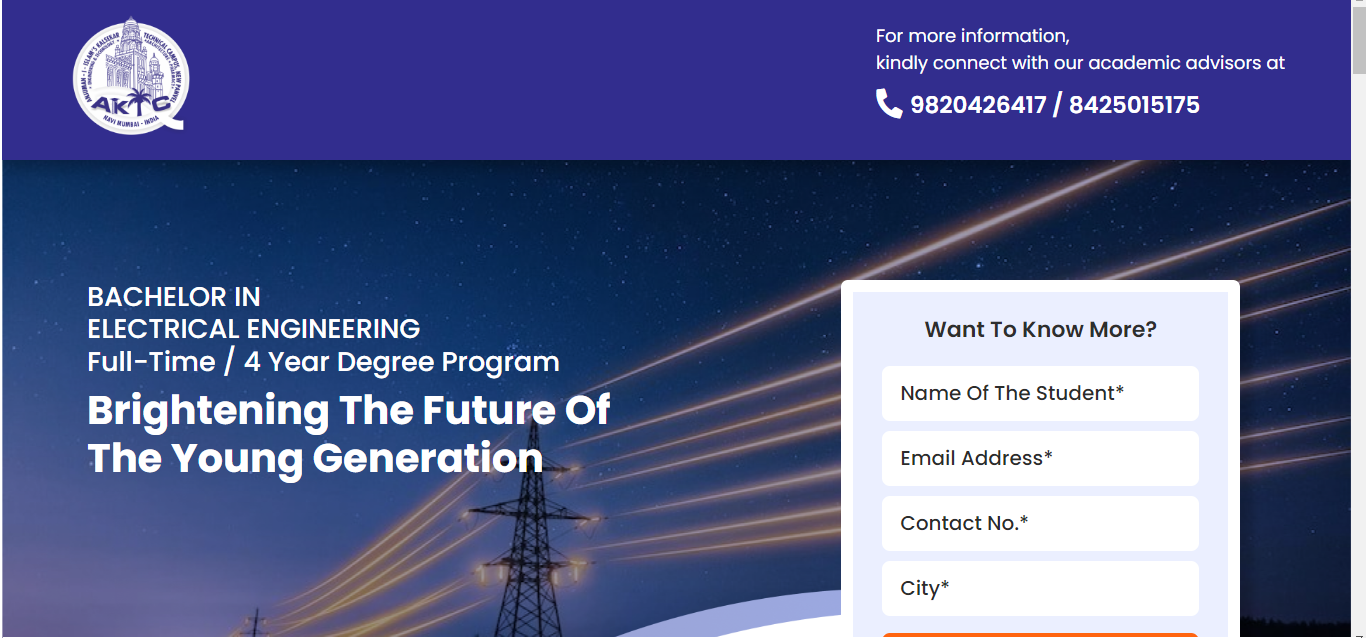 ANJUMAN-I-ISLAM'S KALSEKAR TECHNICAL CAMPUS, NEW PANVEL
AKTC
NAVI MUMBAI - INDIA
For more information,
kindly connect with our academic advisors at
9820426417 / 8425015175
BACHELOR IN
ELECTRICAL ENGINEERING
Full-Time / 4 Year Degree Program
Brightening The Future Of
The Young Generation
Want To Know More?
Name Of The Student*
Email Address*
Contact No.*
City*